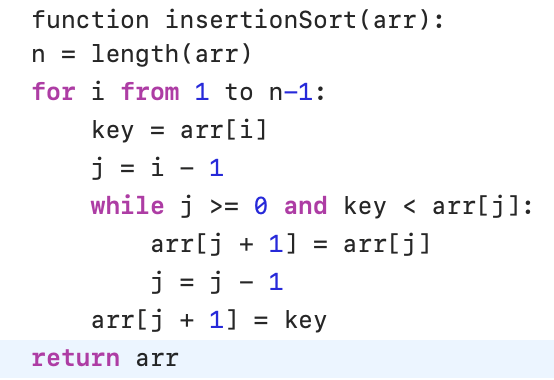 function insertionSort(arr):
n = length(arr)
for i from 1 to n-1:
    key = arr[i]
    j = i - 1
    while j >= 0 and key < arr[j]:
        arr[j + 1] = arr[j]
        j = j - 1
    arr[j + 1] = key
return arr